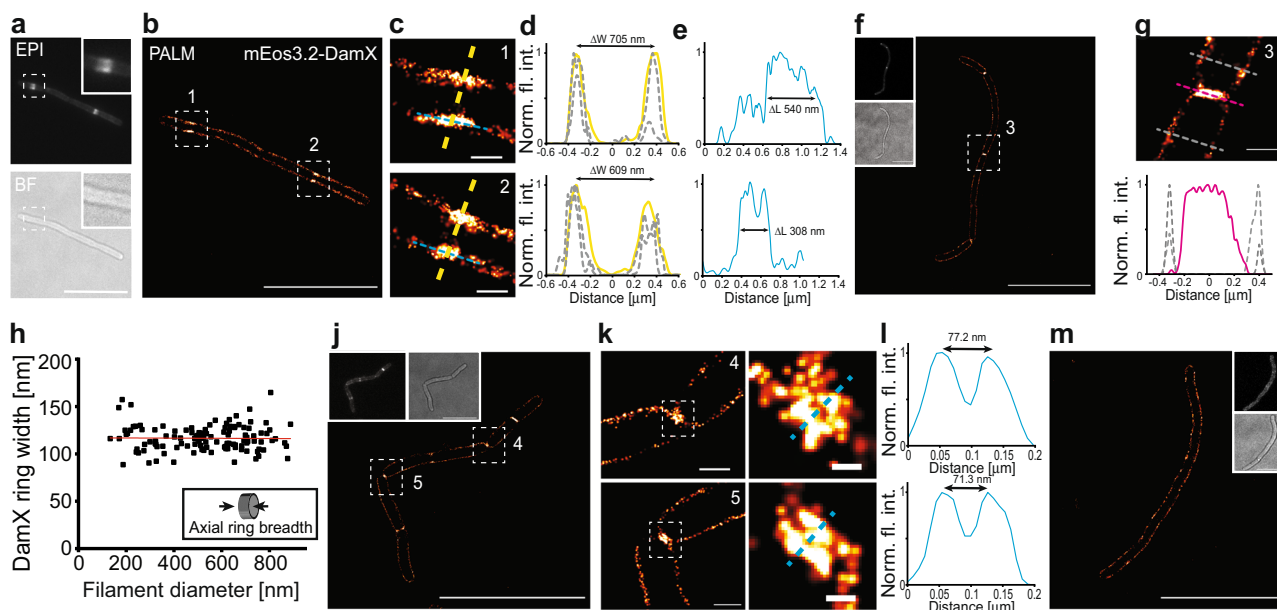 a
EPI
BF
b
PALM
mEos3.2-DamX
1
2
c
1
2
d
Norm. fl. int.
ΔW 705 nm
1
0
-0.6 -0.4 -0.2 0 0.2 0.4 0.6
Norm. fl. int.
ΔW 609 nm
1
0
-0.6 -0.4 -0.2 0 0.2 0.4 0.6
Distance [μm]
e
1
ΔL 540 nm
0
0 0.2 0.4 0.6 0.8 1.0 1.2 1.4
1
ΔL 308 nm
0
0 0.2 0.4 0.6 0.8 1.0 1.2 1.4
Distance [μm]
f
3
g
3
Norm. fl. int.
1
0
-0.4 -0.2 0 0.2 0.4
Distance [μm]
h
DamX ring width [nm]
200
150
100
50
0
Axial ring breadth
0 200 400 600 800
Filament diameter [nm]
j
4
5
k
4
5
l
77.2 nm
Norm. fl. int.
1
0
0 0.05 0.1 0.15 0.2
Distance [μm]
71.3 nm
Norm. fl. int.
1
0
0 0.05 0.1 0.15 0.2
Distance [μm]
m